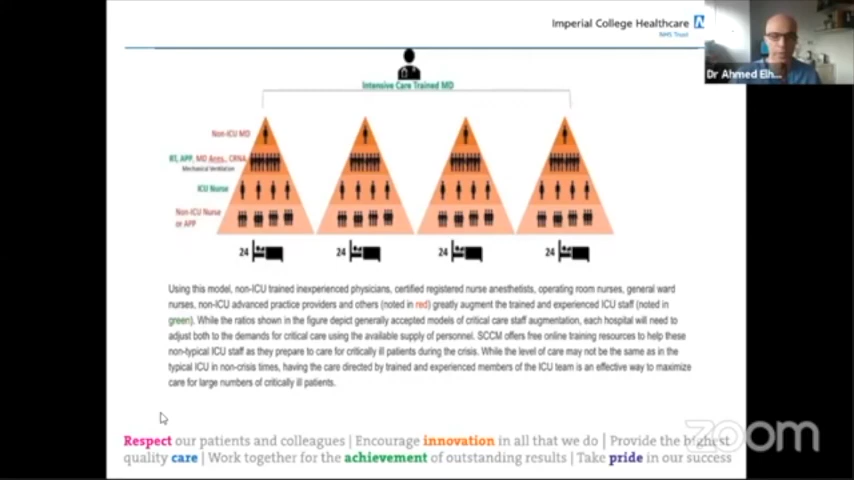 Imperial College Healthcare
NHS Trust
Dr Ahmed Elh...
Intensive Care Trained MD
Non-ICU MD
RT, APP, MD Anes., CRNA,
Mechanical Ventilation
ICU Nurse
Non-ICU Nurse
or APP
24 24 24 24
Using this model, non-ICU trained inexperienced physicians, certified registered nurse anesthetists, operating room nurses, general ward
nurses, non-ICU advanced practice providers and others (noted in red) greatly augment the trained and experienced ICU staff (noted in
green). While the ratios shown in the figure depict generally accepted models of critical care staff augmentation, each hospital will need to
adjust both to the demands for critical care using the available supply of personnel. SCCM offers free online training resources to help these
non-typical ICU staff as they prepare to care for critically ill patients during the crisis. While the level of care may not be the same as in the
typical ICU in non-crisis times, having the care directed by trained and experienced members of the ICU team is an effective way to maximize
care for large numbers of critically ill patients.
Respect our patients and colleagues | Encourage innovation in all that we do | Provide the highest
quality care | Work together for the achievement of outstanding results | Take pride in our success
zoom